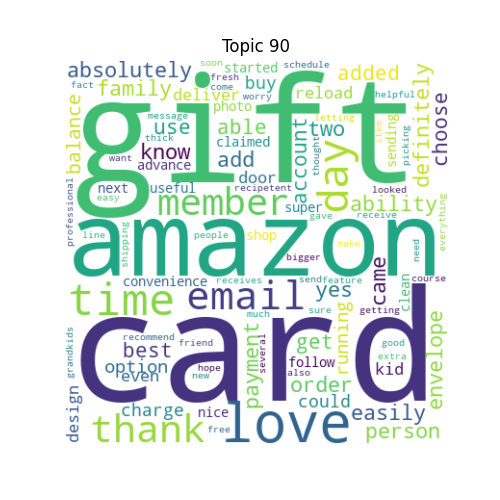 Topic 90
soon started schedule
absolutely fact fresh come buy worry added helpful
family deliver reload letting
gift
message photo
balance use able two account day sending item definitely choose
thick claimed thought picking
know add
want advance door
professional next useful member recipetent super looked ability everything
easy gave receive
amazon
line shipping people shop bigger make need
convenience came clean
receives send feature course
time email yes getting
card
much sure running
grandkids recommend friend best get good
option hope several follow extra kid envelope
even new also payment order
design charge nice could easily
free
thank love person